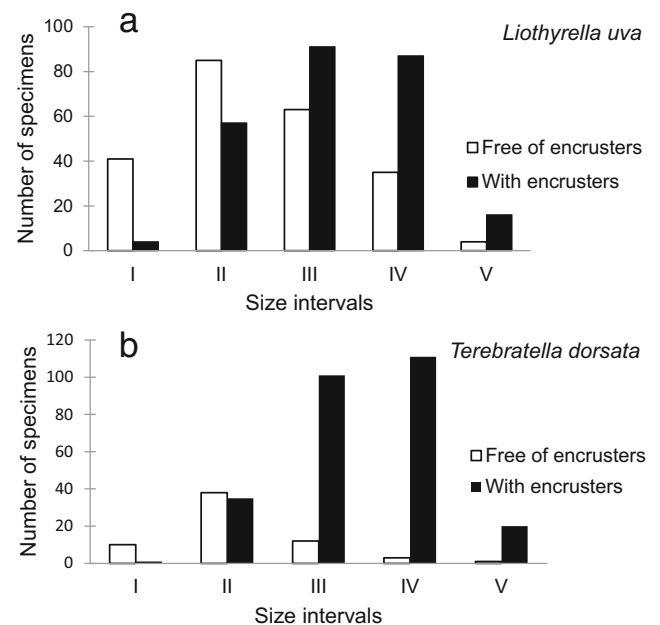 a
Liothyrella uva
Number of specimens
100
80
60
40
20
0
Free of encrusters
With encrusters
I II III IV V
Size intervals
b
Terebratella dorsata
Number of specimens
120
100
80
60
40
20
0
Free of encrusters
With encrusters
I II III IV V
Size intervals